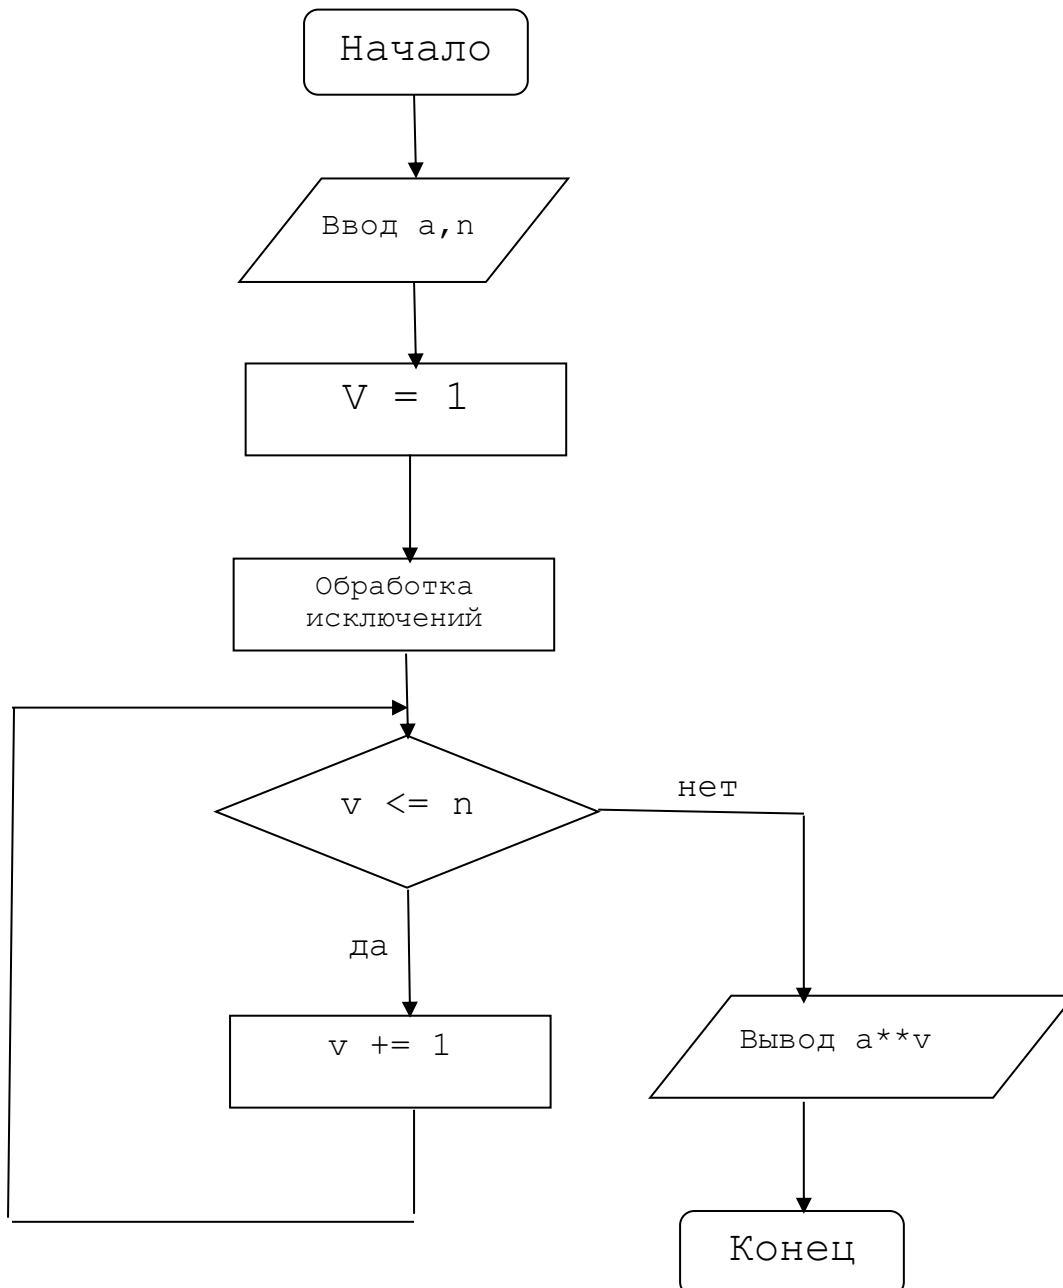 Начало
Ввод a,n
V = 1
Обработка
исключений
v <= n
нет
да
v += 1
Вывод a**v
Конец